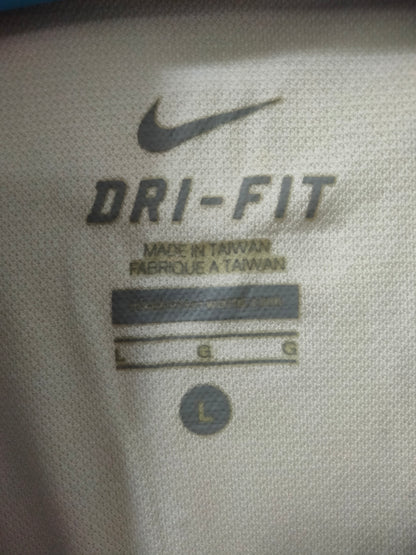 DRI-FIT
MADE IN TAIWAN
FABRIQUE A TAIWAN
L G G
L